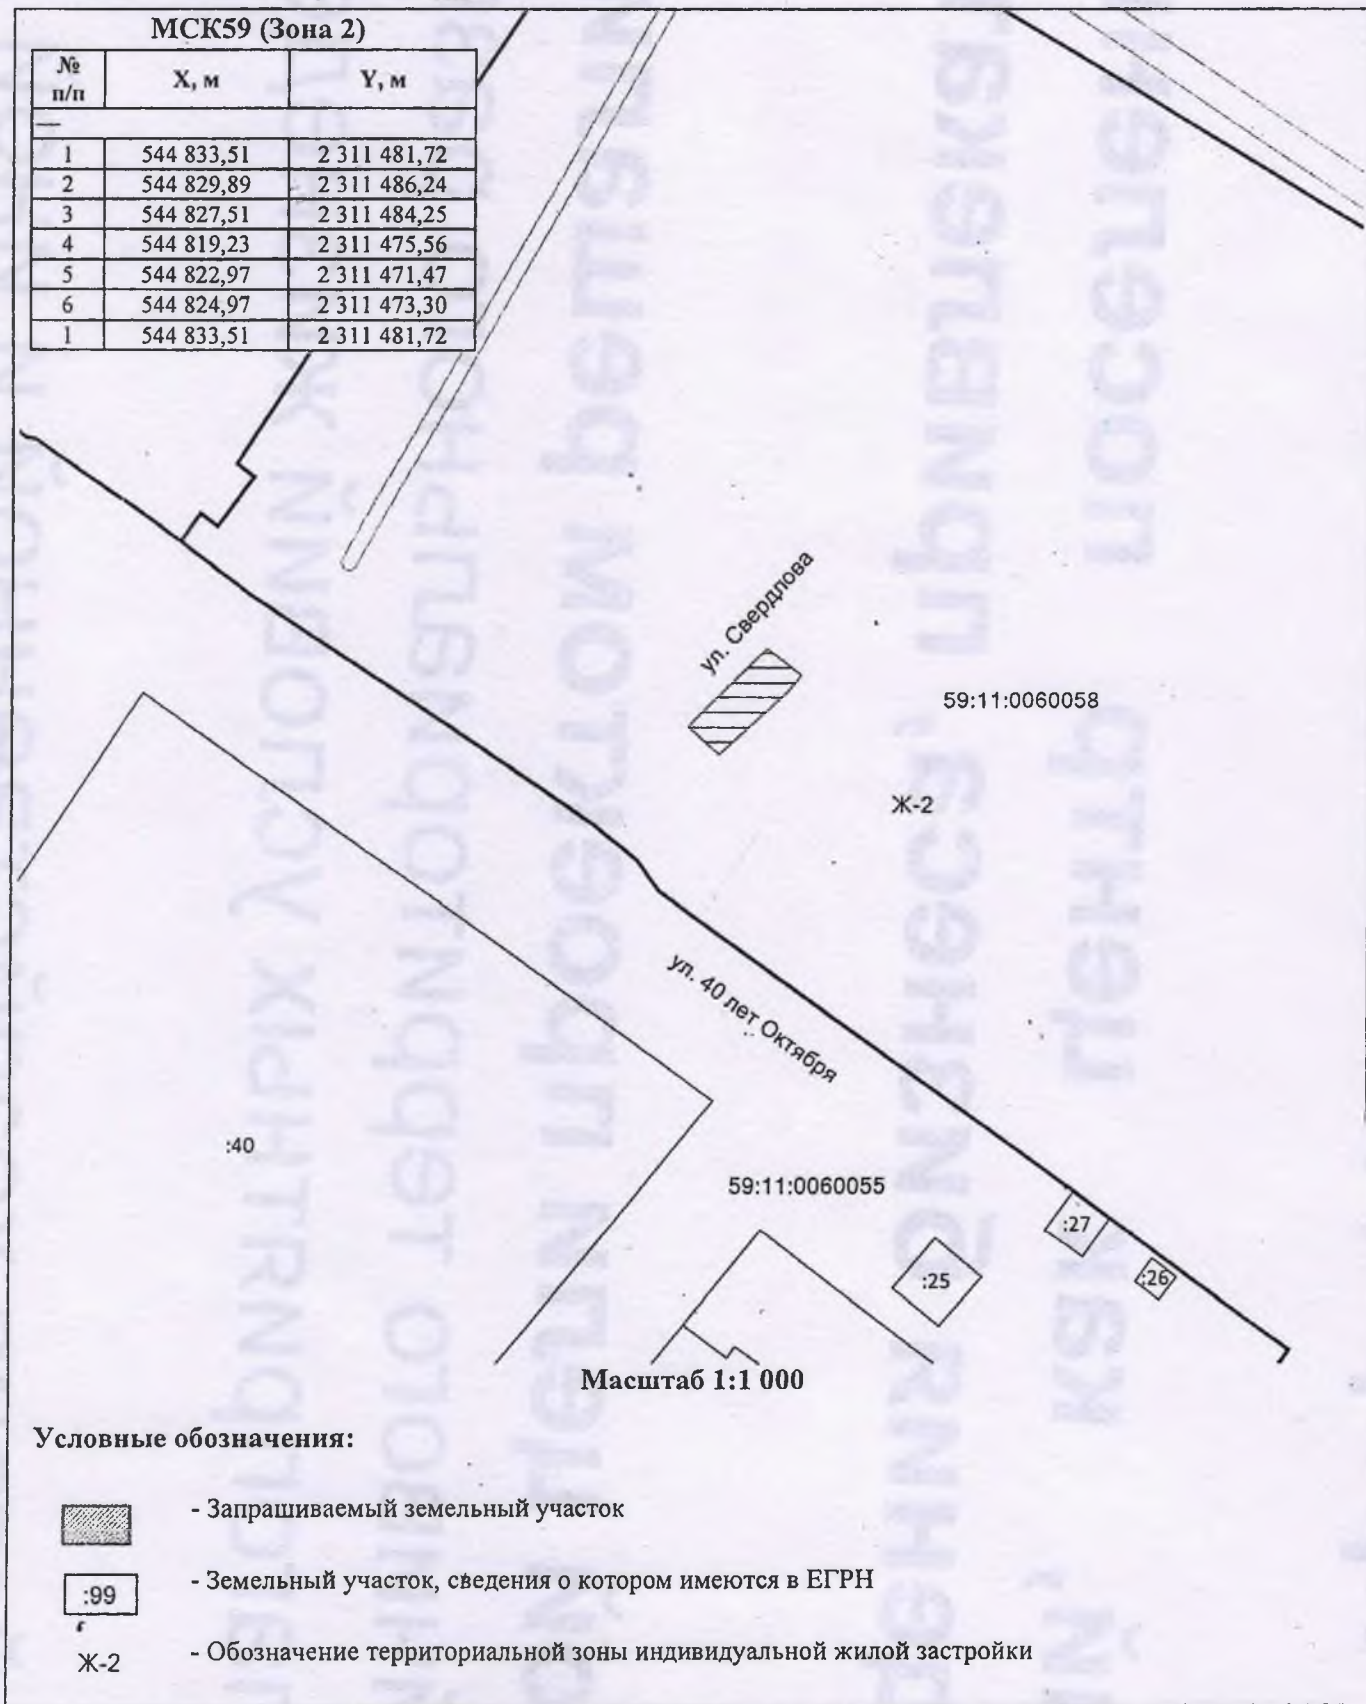 МСК59 (Зона 2)
№ п/п X, м Y, м
—
1 544 833,51 2 311 481,72
2 544 829,89 2 311 486,24
3 544 827,51 2 311 484,25
4 544 819,23 2 311 475,56
5 544 822,97 2 311 471,47
6 544 824,97 2 311 473,30
1 544 833,51 2 311 481,72
ул. Свердлова
59:11:0060058
Ж-2
ул. 40 лет Октября
:40
59:11:0060055
:27
:25
:26
Масштаб 1:1 000
Условные обозначения:
- Запрашиваемый земельный участок
:99 - Земельный участок, сведения о котором имеются в ЕГРН
Ж-2 - Обозначение территориальной зоны индивидуальной жилой застройки